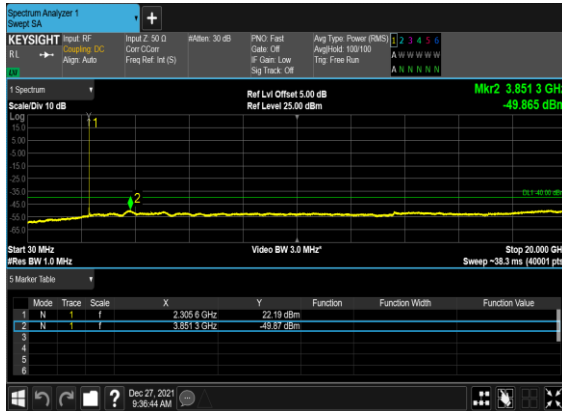 Spectrum Analyzer 1
Swept SA
+
KEYSIGHT Input: RF Input Z: 50 Ω #Atten: 30 dB PNO: Fast Avg Type: Power (RMS) 1 2 3 4 5 6
RL Coupling: DC Corr CCorr Gate: Off Avg|Hold: 100/100 A W W W W W
Align: Auto Freq Ref: Int (S) IF Gain: Low Trig: Free Run
Sig Track: Off A N N N N N
1 Spectrum
Scale/Div 10 dB
Ref Lvl Offset 5.00 dB
Ref Level 25.00 dBm
Mkr2 3.851 3 GHz
-49.865 dBm
Log
15.0
5.00
-5.00
-15.0
-25.0
-35.0
-45.0
-55.0
-65.0
1
2
DL1 -40.00 dBm
Start 30 MHz Video BW 3.0 MHz* Stop 20.000 GHz
#Res BW 1.0 MHz Sweep ~38.3 ms (40001 pts)
5 Marker Table
Mode Trace Scale X Y Function Function Width Function Value
1 N 1 f 2.305 6 GHz 22.19 dBm
2 N 1 f 3.851 3 GHz -49.87 dBm
3
4
5
6
?
Dec 27, 2021
9:36:44 AM